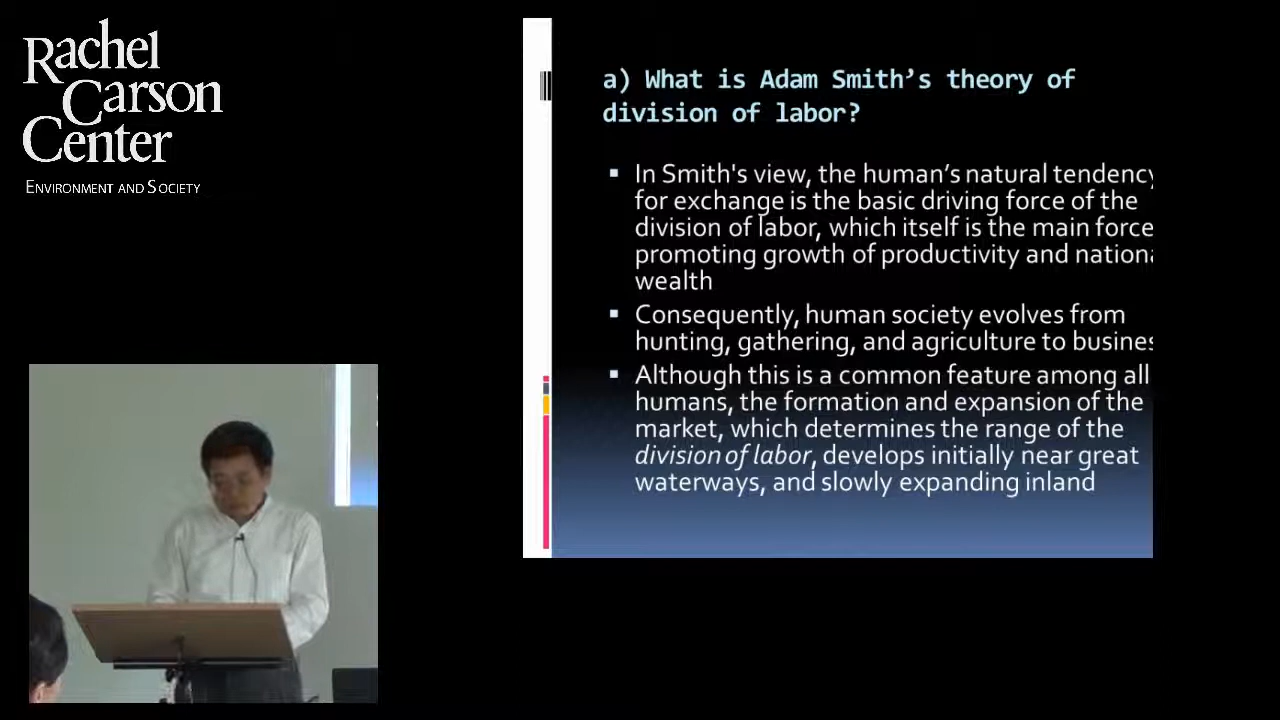 Rachel
Carson
Center
ENVIRONMENT AND SOCIETY
a) What is Adam Smith's theory of
division of labor?
▪ In Smith's view, the human's natural tendency
for exchange is the basic driving force of the
division of labor, which itself is the main force
promoting growth of productivity and nationa
wealth
▪ Consequently, human society evolves from
hunting, gathering, and agriculture to busines
▪ Although this is a common feature among all
humans, the formation and expansion of the
market, which determines the range of the
division of labor, develops initially near great
waterways, and slowly expanding inland